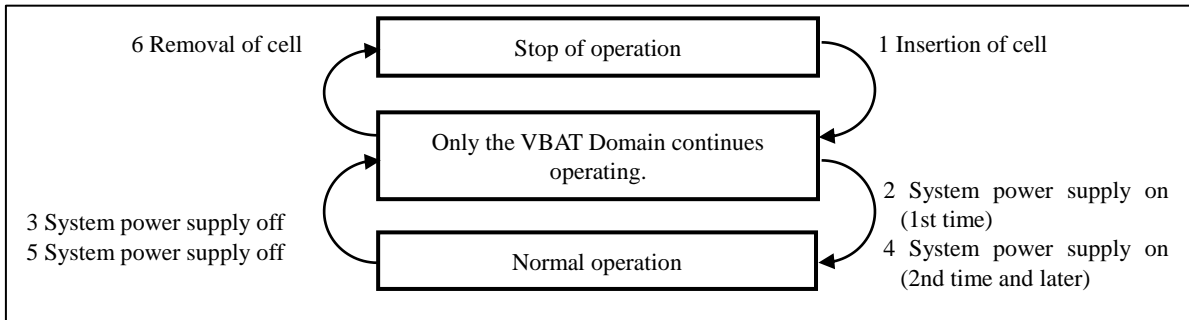 6 Removal of cell
Stop of operation
1 Insertion of cell
Only the VBAT Domain continues
operating.
3 System power supply off
5 System power supply off
Normal operation
2 System power supply on
(1st time)
4 System power supply on
(2nd time and later)